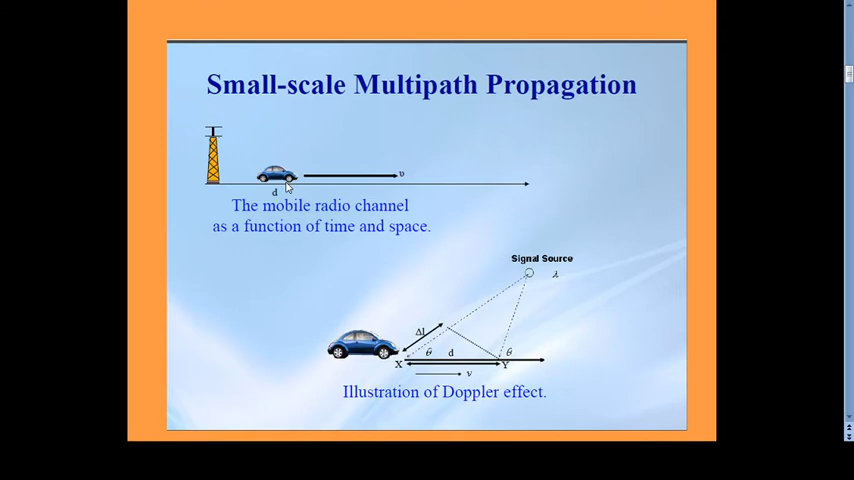 Small-scale Multipath Propagation
υ
d
The mobile radio channel
as a function of time and space.
Signal Source
λ
Δl
θ d θ
X Y
v
Illustration of Doppler effect.